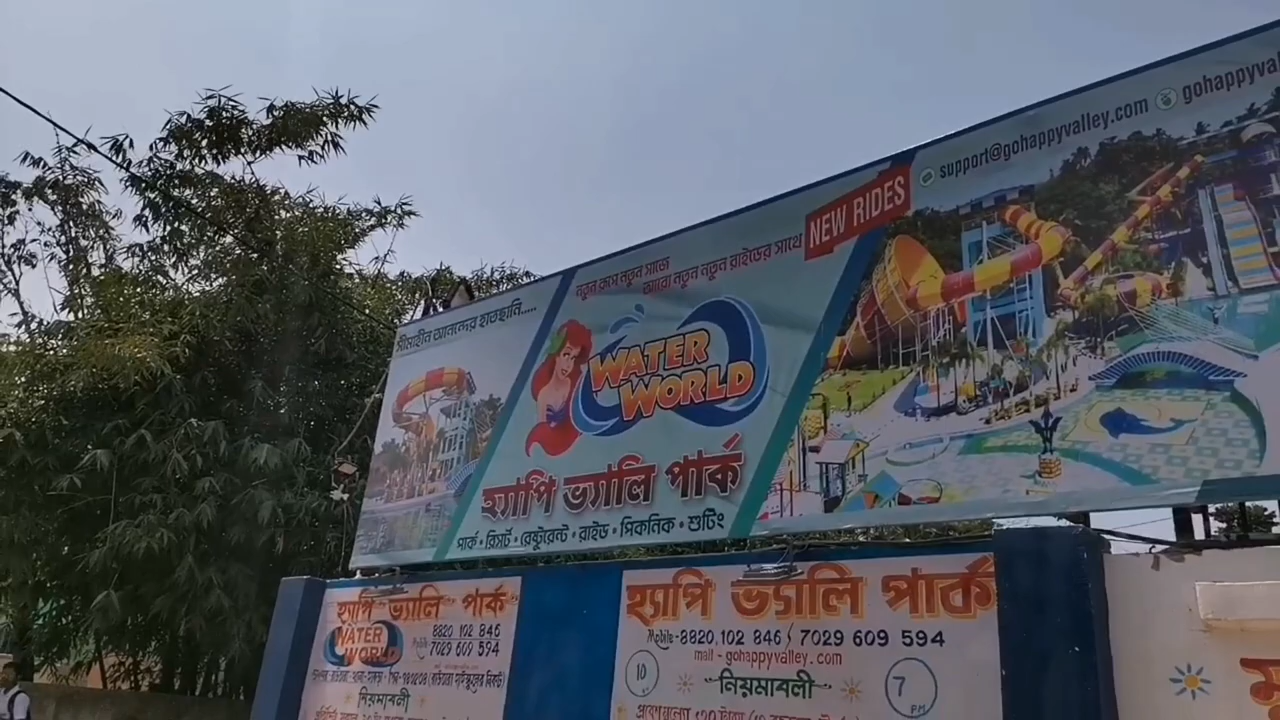 support@gohappyvalley.com
gohappyval
NEW RIDES
নতুন রূপে নতুন সাজে
আরো নতুন নতুন রাইডের সাথে
সীমাহীন আনন্দের হাতছানি.....
WATER
WORLD
হ্যাপি ভ্যালি পার্ক
পার্ক • রিসর্ট • রেষ্টুরেন্ট • রাইড • পিকনিক • শুটিং
হ্যাপি ভ্যালি পার্ক
WATER
WORLD
Mobile- 8820 102 846
7029 609 594
নিয়মাবলী
হ্যাপি ভ্যালি পার্ক
Mobile-8820,102 846 / 7029 609 594
mail - gohappyvalley.com
10
নিয়মাবলী
7
PM